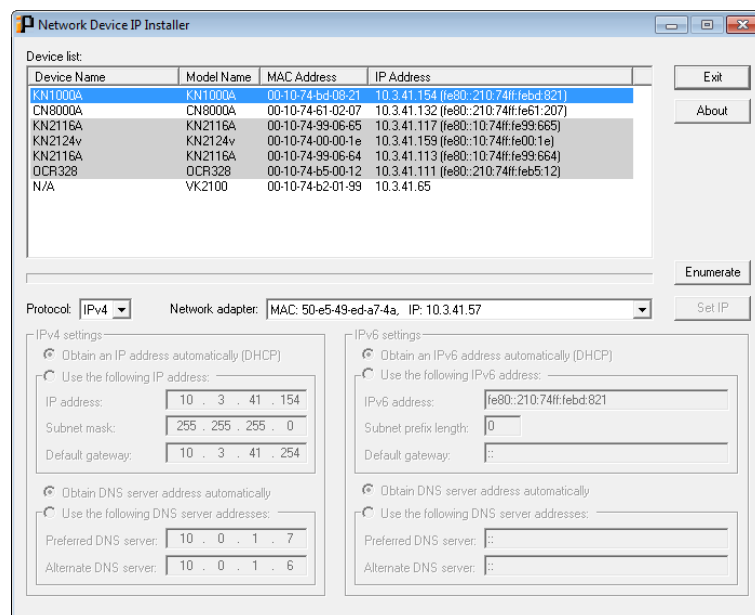 Network Device IP Installer
Device list:
Device Name Model Name MAC Address IP Address
KN1000A KN1000A 00-10-74-bd-08-21 10.3.41.154 (fe80::210:74ff:febd:821)
CN8000A CN8000A 00-10-74-61-02-07 10.3.41.132 (fe80::210:74ff:fe61:207)
KN2116A KN2116A 00-10-74-99-06-65 10.3.41.117 (fe80::10:74ff:fe99:665)
KN2124v KN2124v 00-10-74-00-00-1e 10.3.41.159 (fe80::10:74ff:fe00:1e)
KN2116A KN2116A 00-10-74-99-06-64 10.3.41.113 (fe80::10:74ff:fe99:664)
OCR328 OCR328 00-10-74-b5-00-12 10.3.41.111 (fe80::210:74ff:feb5:12)
N/A VK2100 00-10-74-b2-01-99 10.3.41.65
Exit
About
Enumerate
Protocol: IPv4 Network adapter: MAC: 50-e5-49-ed-a7-4a, IP: 10.3.41.57
Set IP
IPv4 settings
Obtain an IP address automatically (DHCP)
Use the following IP address:
IP address: 10 . 3 . 41 . 154
Subnet mask: 255 . 255 . 255 . 0
Default gateway: 10 . 3 . 41 . 254
Obtain DNS server address automatically
Use the following DNS server addresses:
Preferred DNS server: 10 . 0 . 1 . 7
Alternate DNS server: 10 . 0 . 1 . 6
IPv6 settings
Obtain an IPv6 address automatically (DHCP)
Use the following IPv6 address:
IPv6 address: fe80::210:74ff:febd:821
Subnet prefix length: 0
Default gateway: ::
Obtain DNS server address automatically
Use the following DNS server addresses:
Preferred DNS server: ::
Alternate DNS server: ::